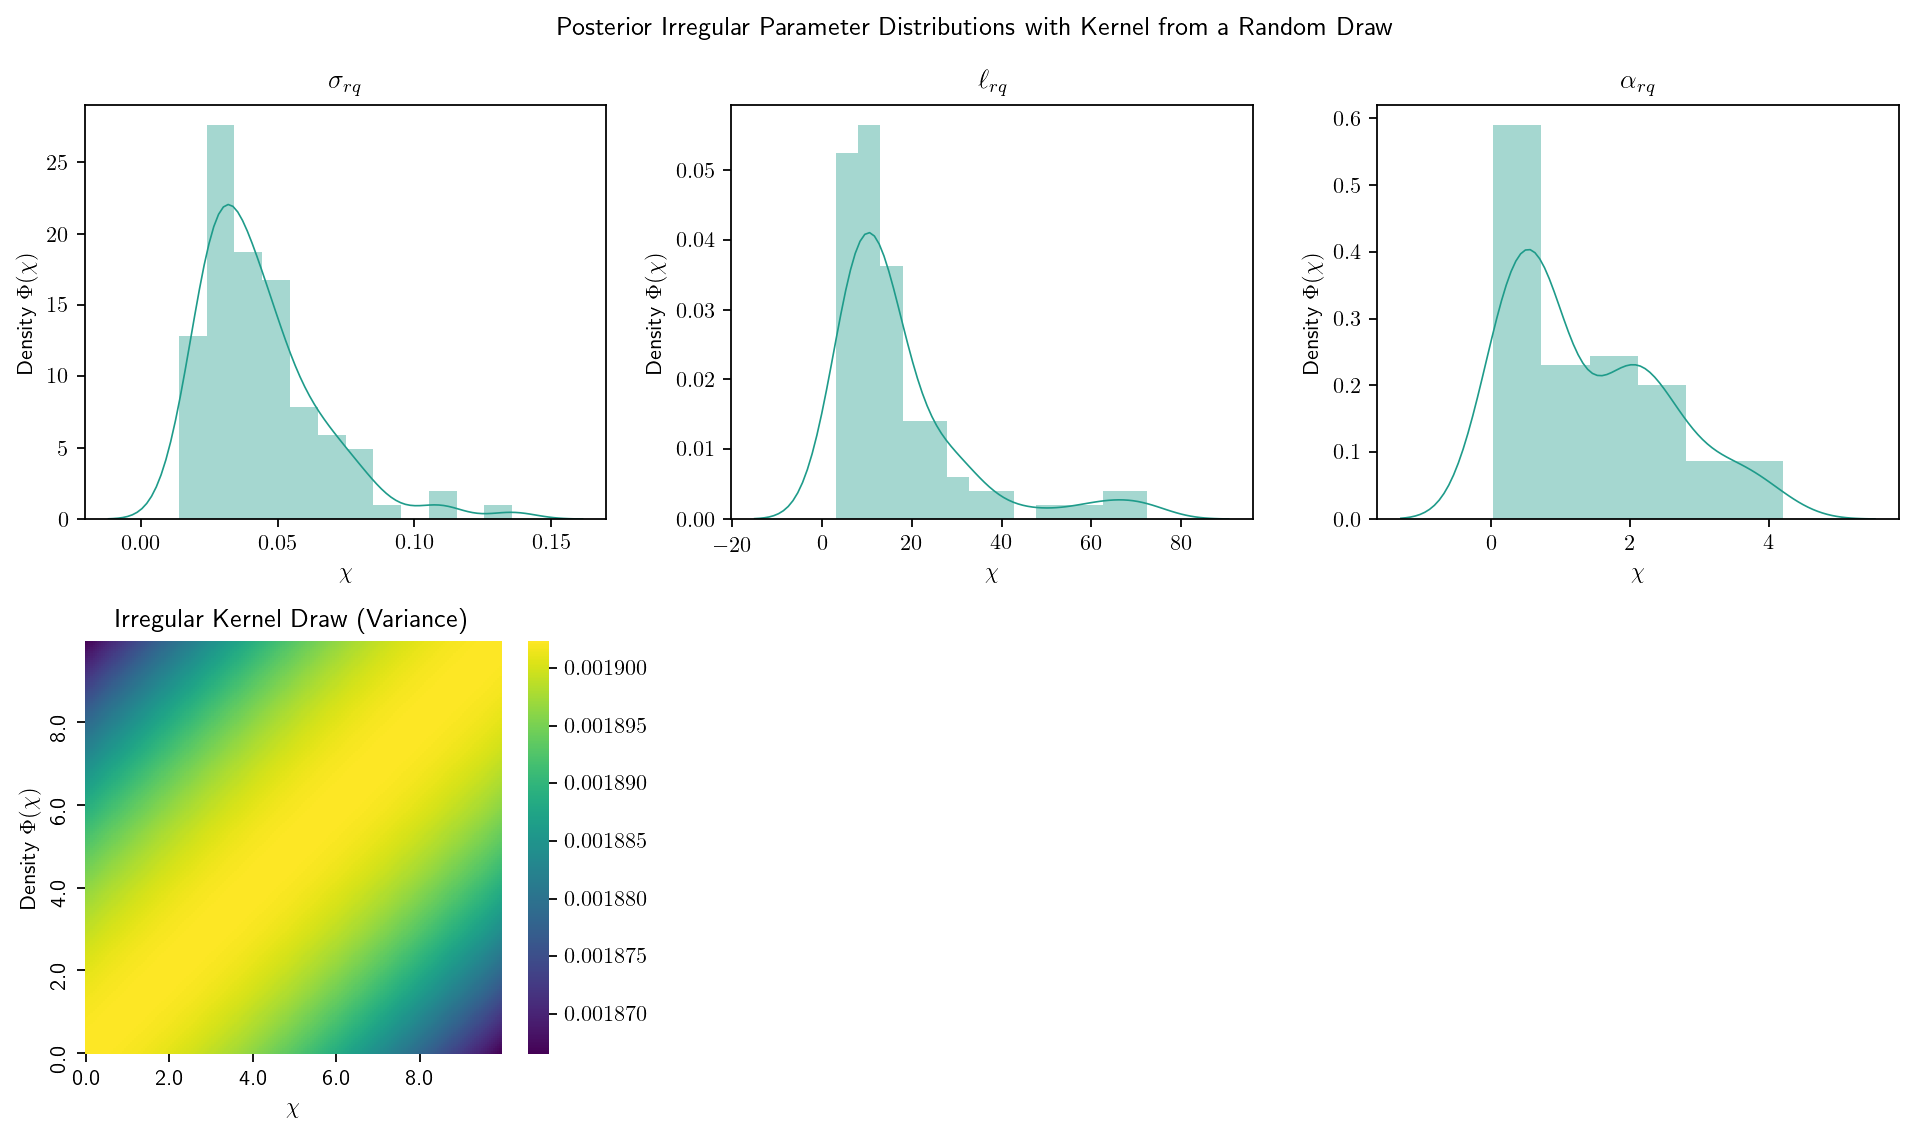 Posterior Irregular Parameter Distributions with Kernel from a Random Draw
σ_rq
Density Φ(χ)
25
20
15
10
5
0
0.00 0.05 0.10 0.15
χ
ℓ_rq
Density Φ(χ)
0.05
0.04
0.03
0.02
0.01
0.00
−20 0 20 40 60 80
χ
α_rq
Density Φ(χ)
0.6
0.5
0.4
0.3
0.2
0.1
0.0
0 2 4
χ
Irregular Kernel Draw (Variance)
Density Φ(χ)
8.0
6.0
4.0
2.0
0.0
0.0 2.0 4.0 6.0 8.0
χ
0.001900
0.001895
0.001890
0.001885
0.001880
0.001875
0.001870